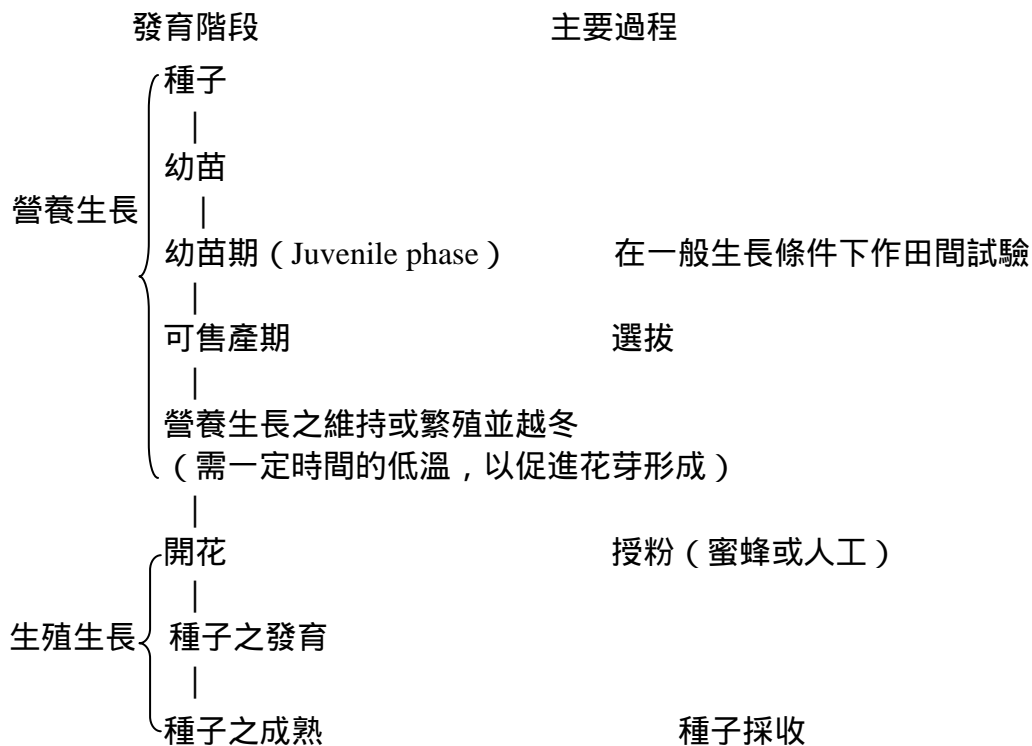 發育階段 主要過程
種子
幼苗
營養生長
幼苗期（Juvenile phase） 在一般生長條件下作田間試驗
可售產期 選拔
營養生長之維持或繁殖並越冬
（需一定時間的低溫，以促進花芽形成）
開花 授粉（蜜蜂或人工）
生殖生長 種子之發育
種子之成熟 種子採收